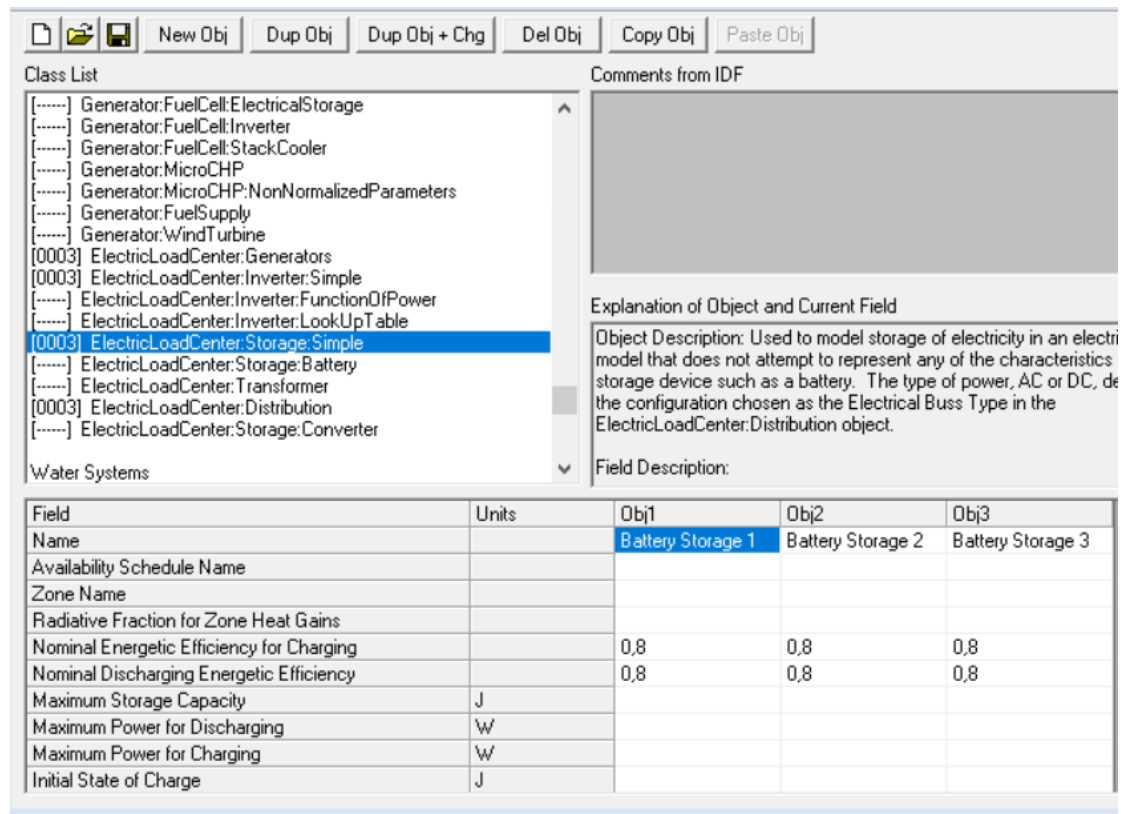 New Obj Dup Obj Dup Obj + Chg Del Obj Copy Obj Paste Obj
Class List
[------] Generator:FuelCell:ElectricalStorage
[------] Generator:FuelCell:Inverter
[------] Generator:FuelCell:StackCooler
[------] Generator:MicroCHP
[------] Generator:MicroCHP:NonNormalizedParameters
[------] Generator:FuelSupply
[------] Generator:WindTurbine
[0003] ElectricLoadCenter:Generators
[0003] ElectricLoadCenter:Inverter:Simple
[------] ElectricLoadCenter:Inverter:FunctionOfPower
[------] ElectricLoadCenter:Inverter:LookUpTable
[0003] ElectricLoadCenter:Storage:Simple
[------] ElectricLoadCenter:Storage:Battery
[------] ElectricLoadCenter:Transformer
[0003] ElectricLoadCenter:Distribution
[------] ElectricLoadCenter:Storage:Converter
Water Systems
Comments from IDF
Explanation of Object and Current Field
Object Description: Used to model storage of electricity in an electri
model that does not attempt to represent any of the characteristics
storage device such as a battery. The type of power, AC or DC, de
the configuration chosen as the Electrical Buss Type in the
ElectricLoadCenter:Distribution object.
Field Description:
Field Units Obj1 Obj2 Obj3
Name Battery Storage 1 Battery Storage 2 Battery Storage 3
Availability Schedule Name
Zone Name
Radiative Fraction for Zone Heat Gains
Nominal Energetic Efficiency for Charging 0,8 0,8 0,8
Nominal Discharging Energetic Efficiency 0,8 0,8 0,8
Maximum Storage Capacity J
Maximum Power for Discharging W
Maximum Power for Charging W
Initial State of Charge J